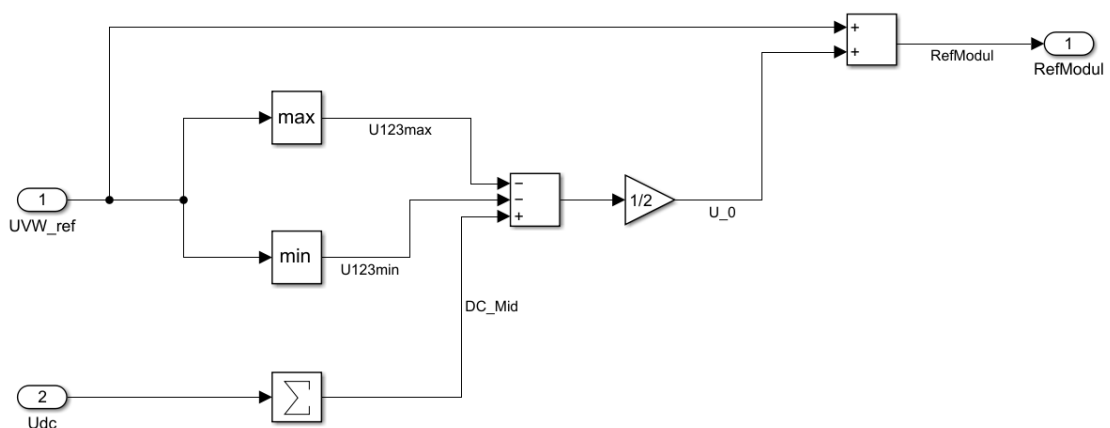 +
+
RefModul
1
RefModul
max
U123max
1
UVW_ref
−
−
+
1/2
U_0
min
U123min
DC_Mid
2
Udc
∑